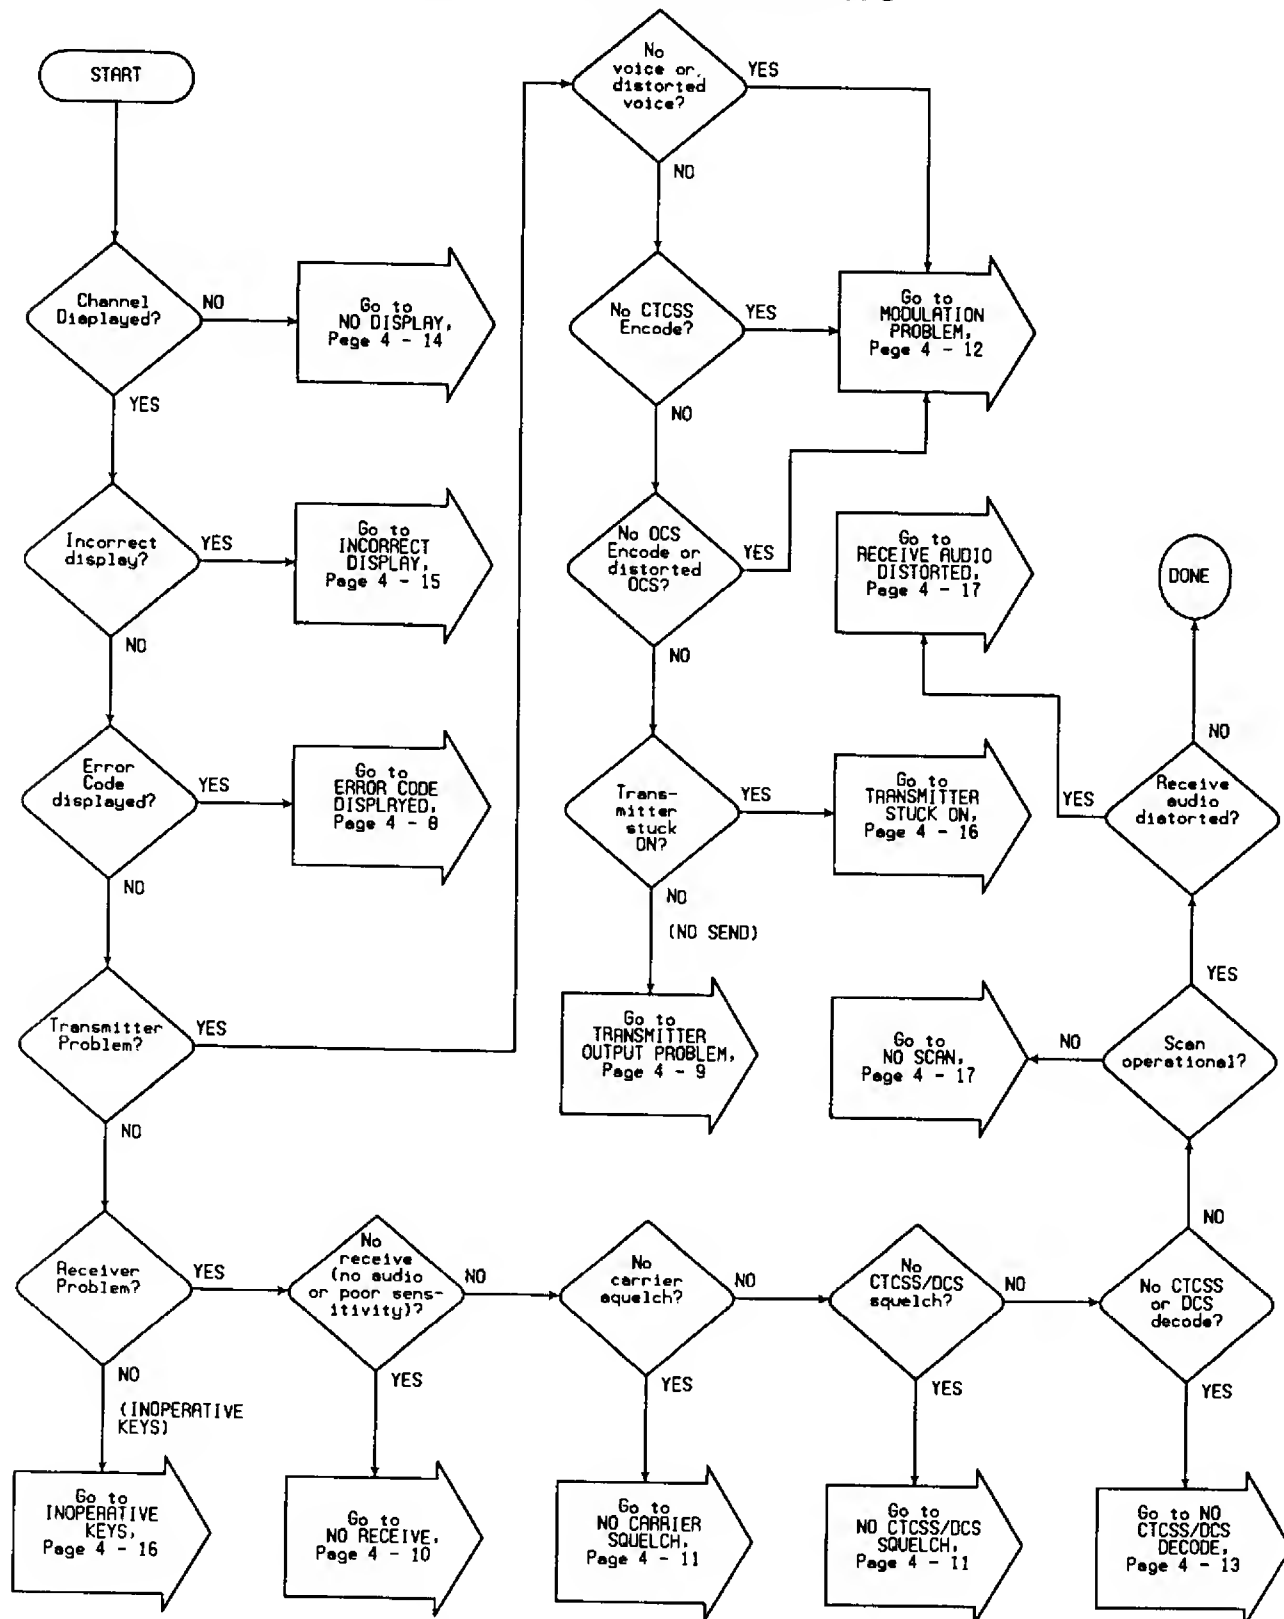 START
Channel
Displayed?
NO
Go to
NO DISPLAY,
Page 4 - 14
YES
Incorrect
display?
YES
Go to
INCORRECT
DISPLAY,
Page 4 - 15
NO
Error
Code
displayed?
YES
Go to
ERROR CODE
DISPLAYED,
Page 4 - 8
NO
Transmitter
Problem?
YES
NO
Receiver
Problem?
YES
NO
(INOPERATIVE
KEYS)
Go to
INOPERATIVE
KEYS,
Page 4 - 16
No
voice or
distorted
voice?
YES
NO
No CTCSS
Encode?
YES
Go to
MODULATION
PROBLEM,
Page 4 - 12
NO
No OCS
Encode or
distorted
OCS?
YES
NO
Trans-
mitter
stuck
ON?
YES
Go to
TRANSMITTER
STUCK ON,
Page 4 - 16
NO
(NO SEND)
Go to
TRANSMITTER
OUTPUT PROBLEM,
Page 4 - 9
No
receive
(no audio
or poor sens-
itivity)?
NO
YES
Go to
NO RECEIVE,
Page 4 - 10
No
carrier
squelch?
NO
YES
Go to
NO CARRIER
SQUELCH,
Page 4 - 11
No
CTCSS/DCS
squelch?
NO
YES
Go to
NO CTCSS/DCS
SQUELCH,
Page 4 - 11
No CTCSS
or DCS
decode?
YES
Go to NO
CTCSS/DCS
DECODE,
Page 4 - 13
NO
Scan
operational?
NO
Go to
NO SCAN,
Page 4 - 17
YES
Receive
audio
distorted?
YES
Go to
RECEIVE AUDIO
DISTORTED,
Page 4 - 17
NO
DONE